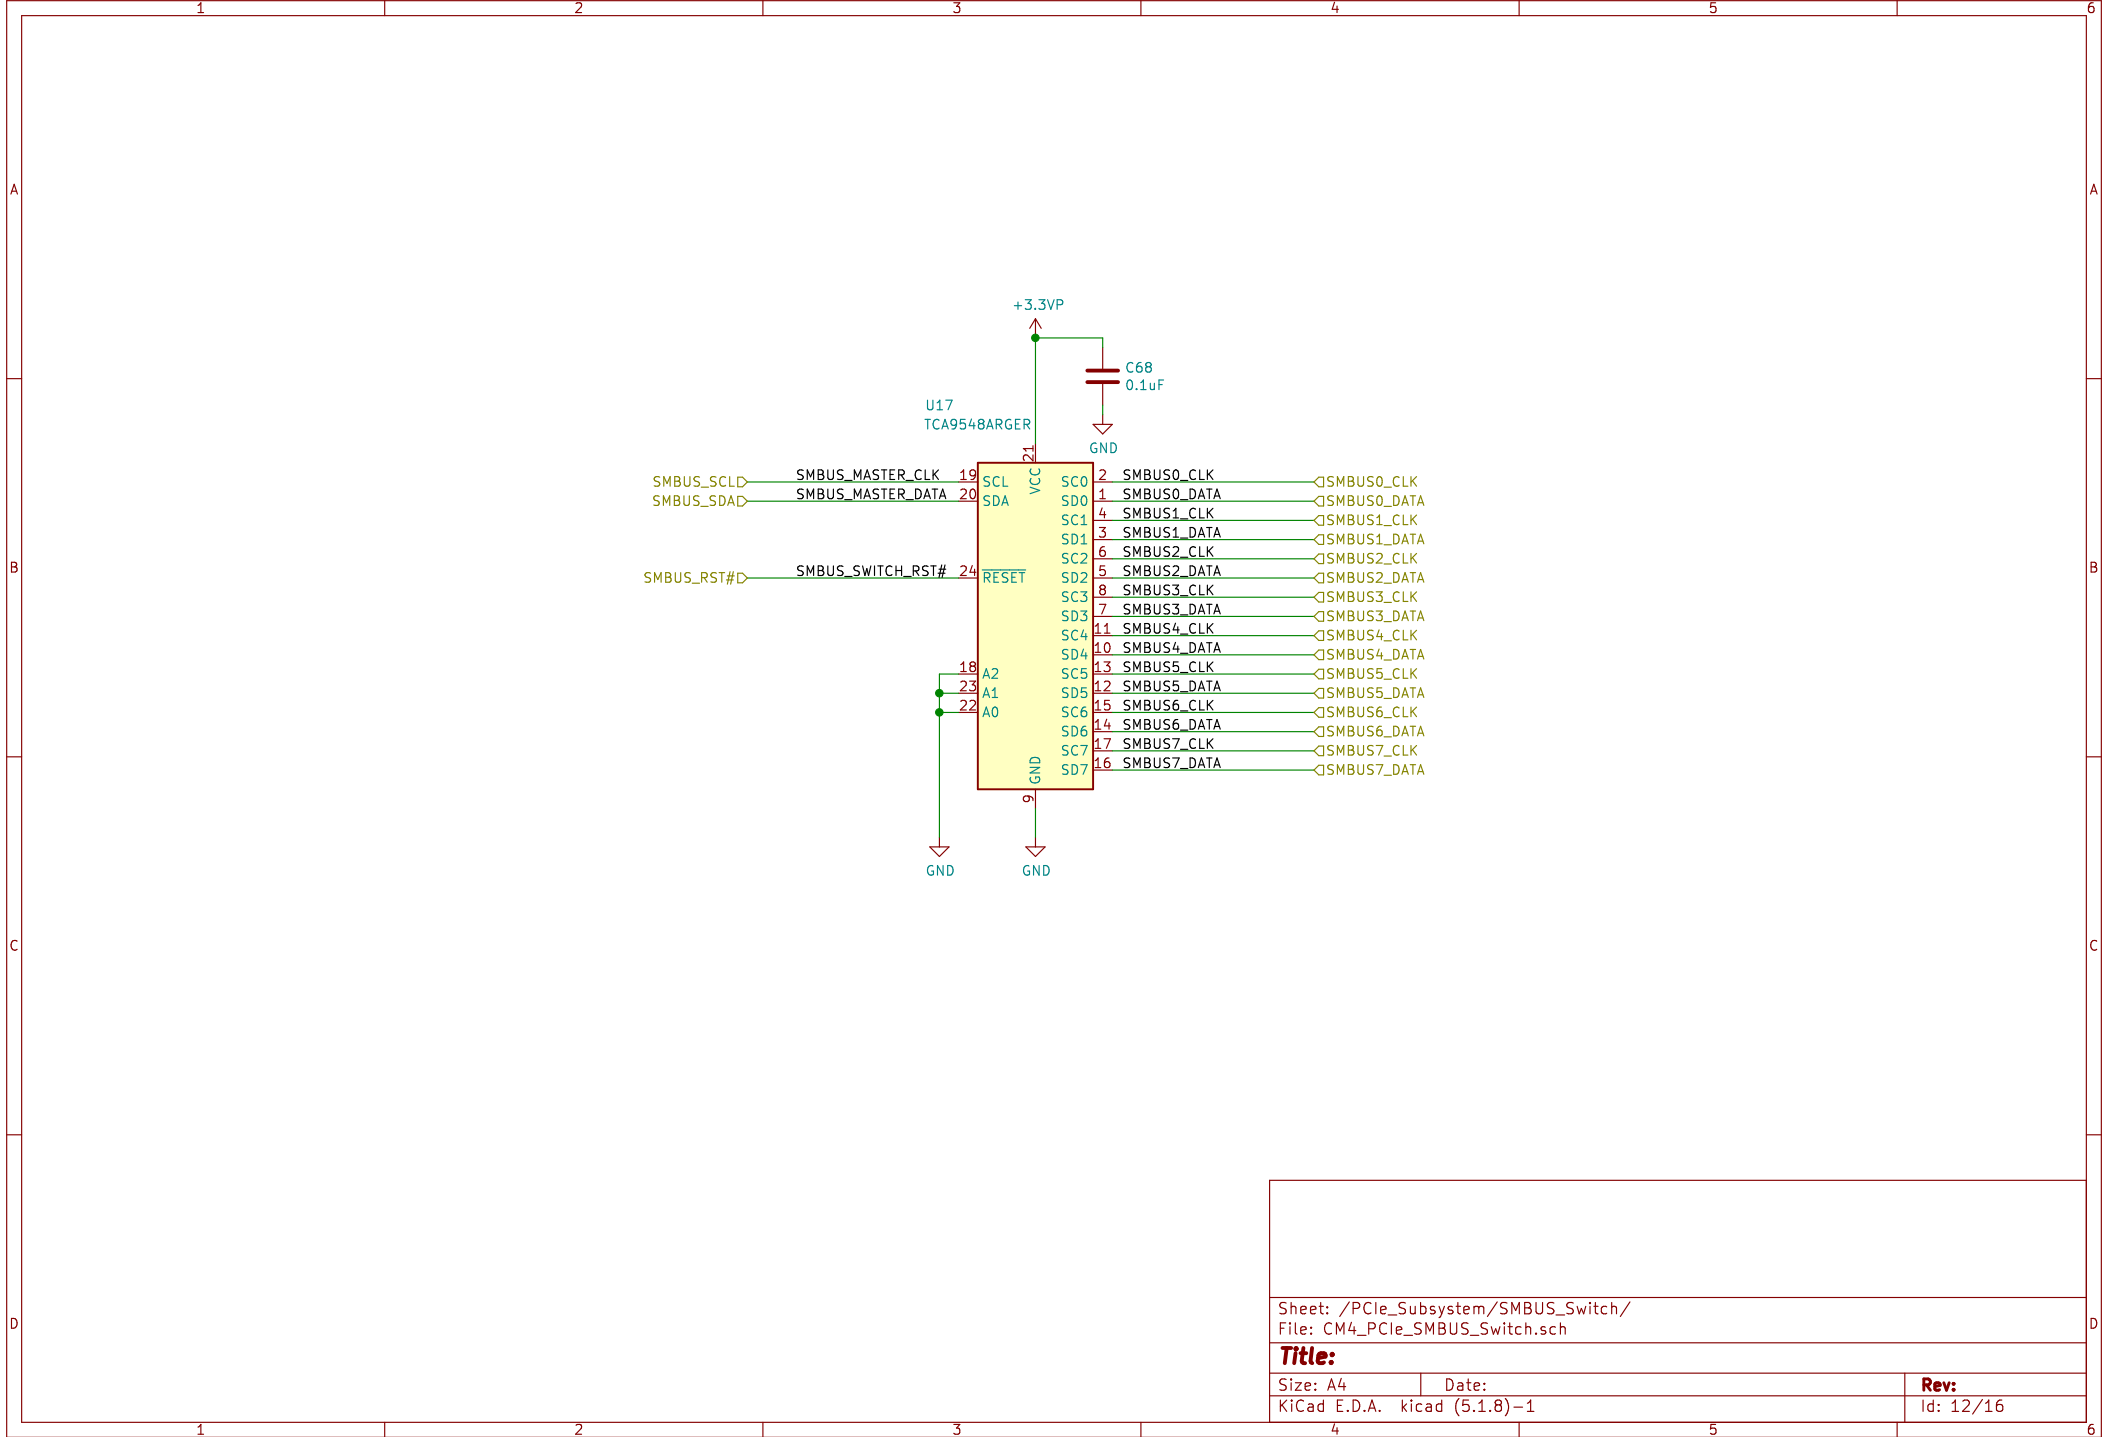 1 2 3 4 5 6
A A
+3.3VP
C68
0.1uF
GND
U17
TCA9548ARGER
21
VCC
SMBUS_SCL SMBUS_MASTER_CLK 19 SCL
SMBUS_SDA SMBUS_MASTER_DATA 20 SDA
SMBUS_RST# SMBUS_SWITCH_RST# 24 RESET
18 A2
23 A1
22 A0
SC0 2 SMBUS0_CLK SMBUS0_CLK
SD0 1 SMBUS0_DATA SMBUS0_DATA
SC1 4 SMBUS1_CLK SMBUS1_CLK
SD1 3 SMBUS1_DATA SMBUS1_DATA
SC2 6 SMBUS2_CLK SMBUS2_CLK
SD2 5 SMBUS2_DATA SMBUS2_DATA
SC3 8 SMBUS3_CLK SMBUS3_CLK
SD3 7 SMBUS3_DATA SMBUS3_DATA
SC4 11 SMBUS4_CLK SMBUS4_CLK
SD4 10 SMBUS4_DATA SMBUS4_DATA
SC5 13 SMBUS5_CLK SMBUS5_CLK
SD5 12 SMBUS5_DATA SMBUS5_DATA
SC6 15 SMBUS6_CLK SMBUS6_CLK
SD6 14 SMBUS6_DATA SMBUS6_DATA
SC7 17 SMBUS7_CLK SMBUS7_CLK
SD7 16 SMBUS7_DATA SMBUS7_DATA
GND
9
GND GND
B B
C C
D D
Sheet: /PCIe_Subsystem/SMBUS_Switch/
File: CM4_PCIe_SMBUS_Switch.sch
Title:
Size: A4 Date: Rev:
KiCad E.D.A. kicad (5.1.8)-1 Id: 12/16
1 2 3 4 5 6